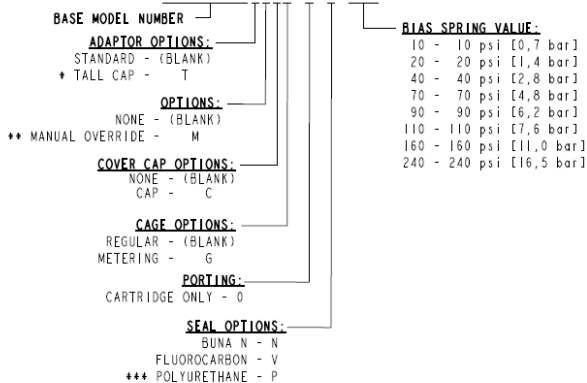 BASE MODEL NUMBER
ADAPTOR OPTIONS:
STANDARD - (BLANK)
* TALL CAP - T
OPTIONS:
NONE - (BLANK)
** MANUAL OVERRIDE - M
COVER CAP OPTIONS:
NONE - (BLANK)
CAP - C
CAGE OPTIONS:
REGULAR - (BLANK)
METERING - G
PORTING:
CARTRIDGE ONLY - 0
SEAL OPTIONS:
BUNA N - N
FLUOROCARBON - V
*** POLYURETHANE - P
BIAS SPRING VALUE:
10 - 10 psi [0,7 bar]
20 - 20 psi [1,4 bar]
40 - 40 psi [2,8 bar]
70 - 70 psi [4,8 bar]
90 - 90 psi [6,2 bar]
110 - 110 psi [7,6 bar]
160 - 160 psi [11,0 bar]
240 - 240 psi [16,5 bar]